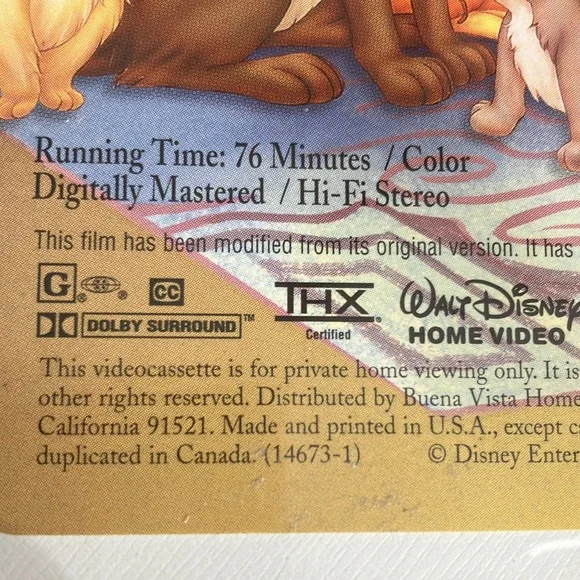 Running Time: 76 Minutes / Color
Digitally Mastered / Hi-Fi Stereo
This film has been modified from its original version. It has
G ® ® CC
DOLBY SURROUND™
THX®
Certified
WALT DISNEY
HOME VIDEO
This videocassette is for private home viewing only. It is
other rights reserved. Distributed by Buena Vista Home
California 91521. Made and printed in U.S.A., except
duplicated in Canada. (14673-1) © Disney